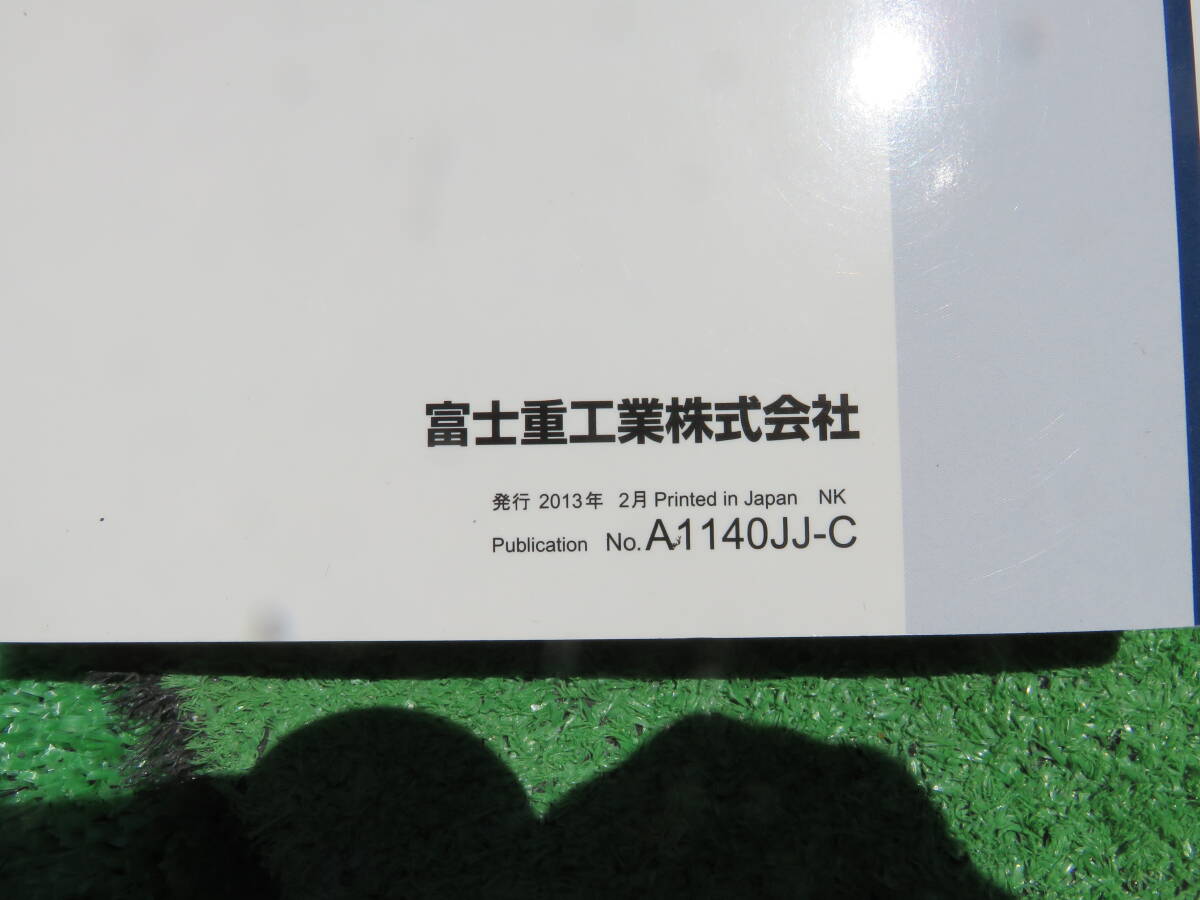 富士重工業株式会社
発行 2013年 2月 Printed in Japan NK
Publication No. A1140JJ-C